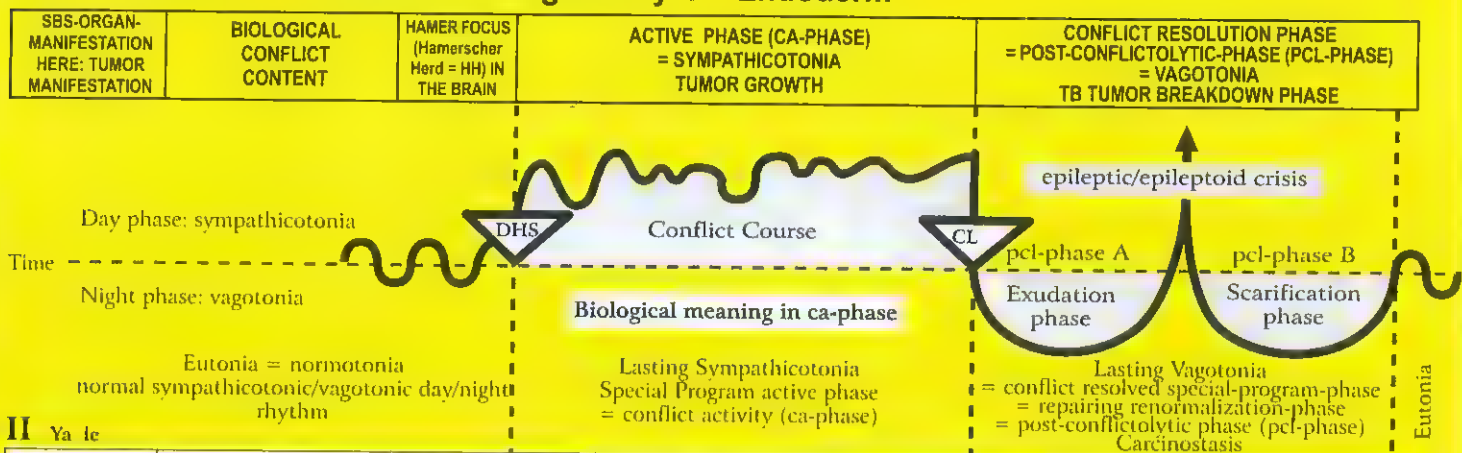 SBS-ORGAN-
MANIFESTATION
HERE: TUMOR
MANIFESTATION
BIOLOGICAL
CONFLICT
CONTENT
HAMER FOCUS
(Hamerscher
Herd = HH) IN
THE BRAIN
ACTIVE PHASE (CA-PHASE)
= SYMPATHICOTONIA
TUMOR GROWTH
CONFLICT RESOLUTION PHASE
= POST-CONFLICTOLYTIC-PHASE (PCL-PHASE)
= VAGOTONIA
TB TUMOR BREAKDOWN PHASE
epileptic/epileptoid crisis
Day phase: sympathicotonia
DHS
Conflict Course
CL
pcl-phase A
pcl-phase B
Time
Night phase: vagotonia
Biological meaning in ca-phase
Exudation
phase
Scarification
phase
Eutonia = normotonia
normal sympathicotonic/vagotonic day/night
rhythm
Lasting Sympathicotonia
Special Program active phase
= conflict activity (ca-phase)
Lasting Vagotonia
= conflict resolved special-program-phase
= repairing renormalization-phase
= post-conflictolytic phase (pcl-phase)
Carcinostasis
Eutonia
II